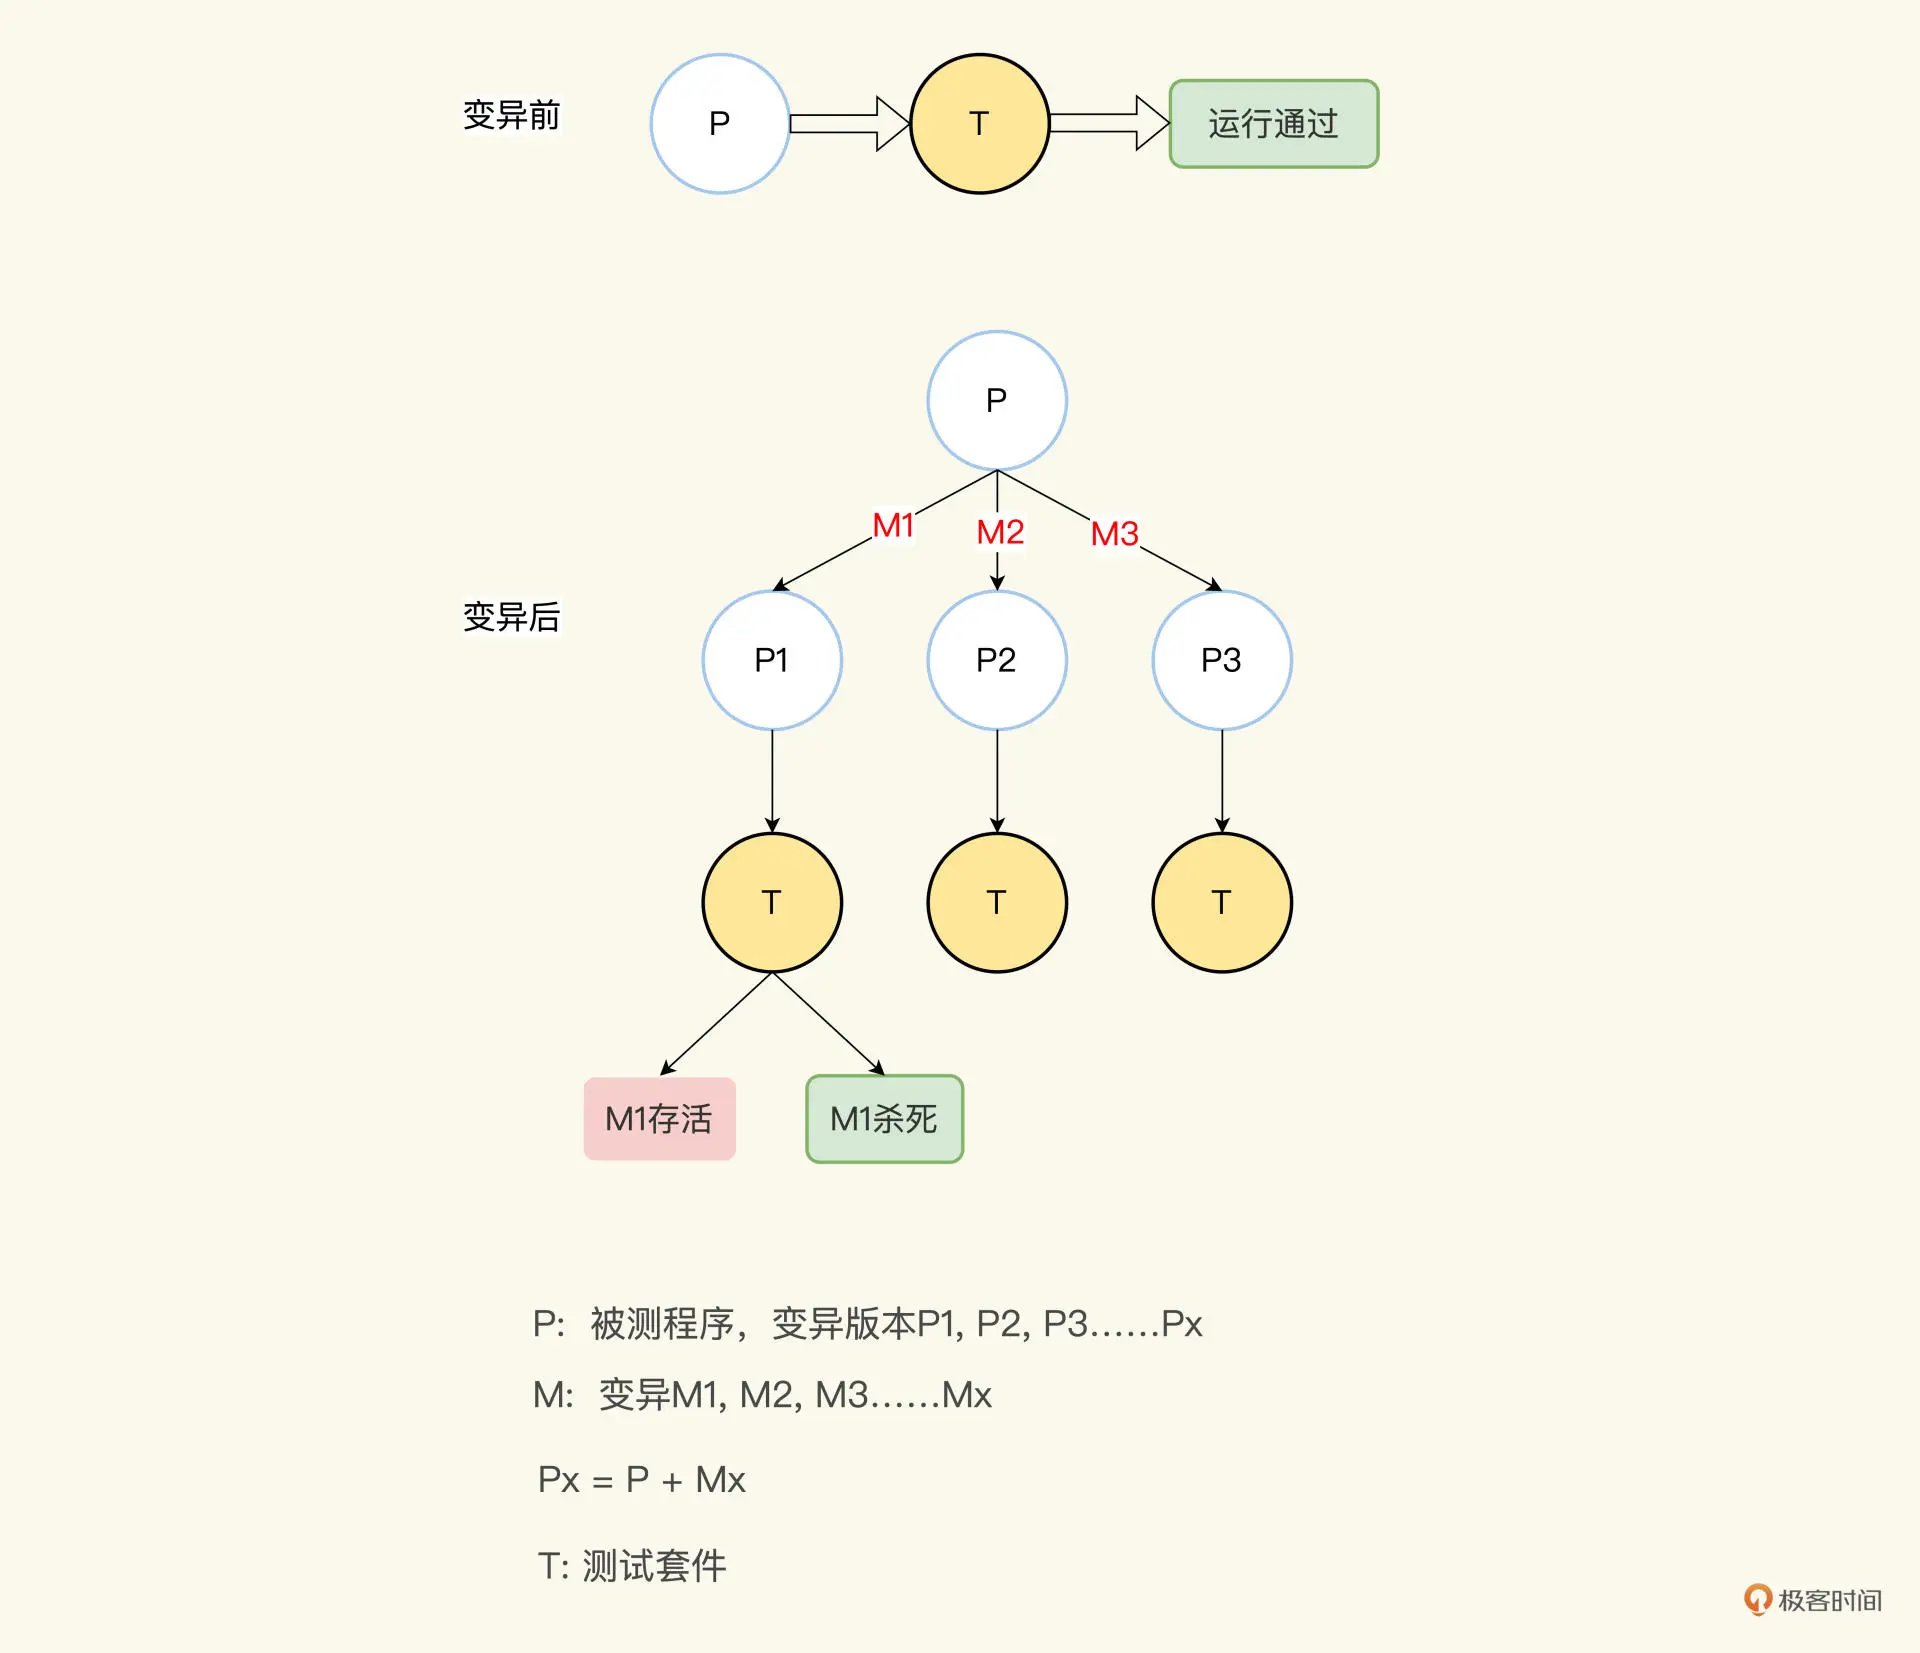 变异前
P
T
运行通过
P
M1
M2
M3
变异后
P1
P2
P3
T
T
T
M1存活
M1杀死
P: 被测程序，变异版本P1, P2, P3……Px
M: 变异M1, M2, M3……Mx
Px = P + Mx
T: 测试套件
极客时间